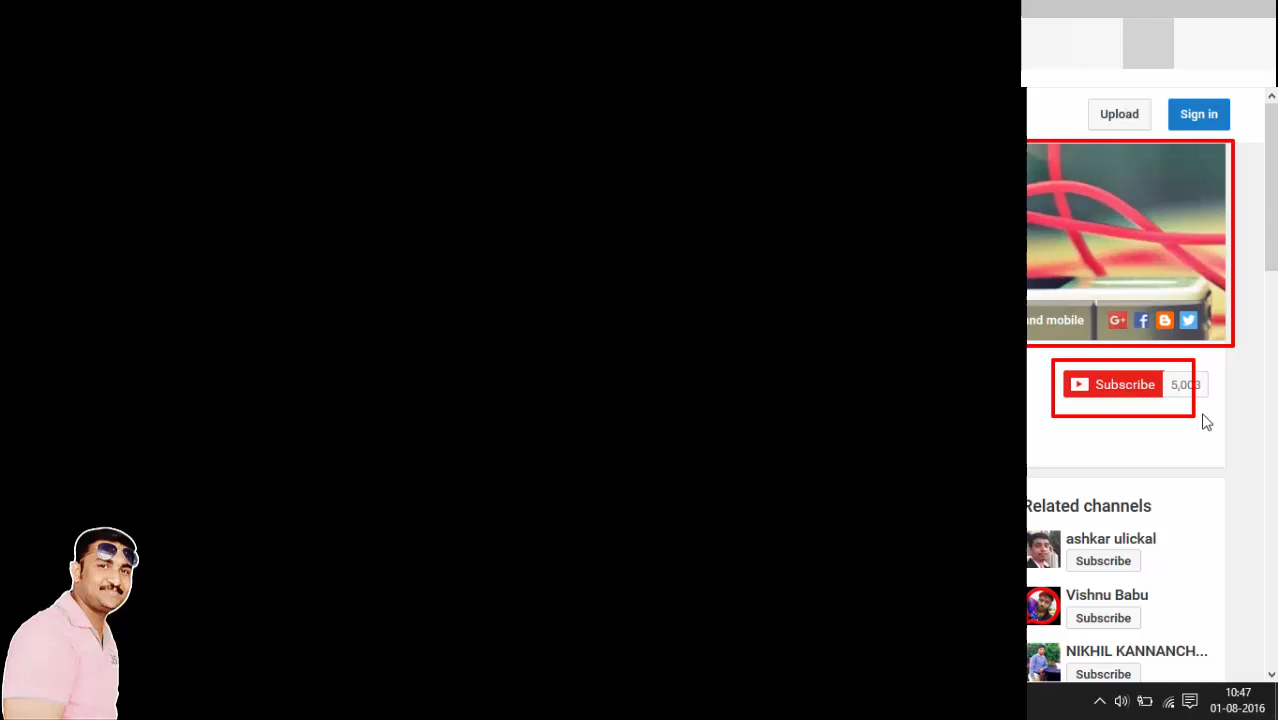 Upload
Sign in
nd mobile
Subscribe
5,003
Related channels
ashkar ulickal
Subscribe
Vishnu Babu
Subscribe
NIKHIL KANNANCH...
Subscribe
10:47
01-08-2016